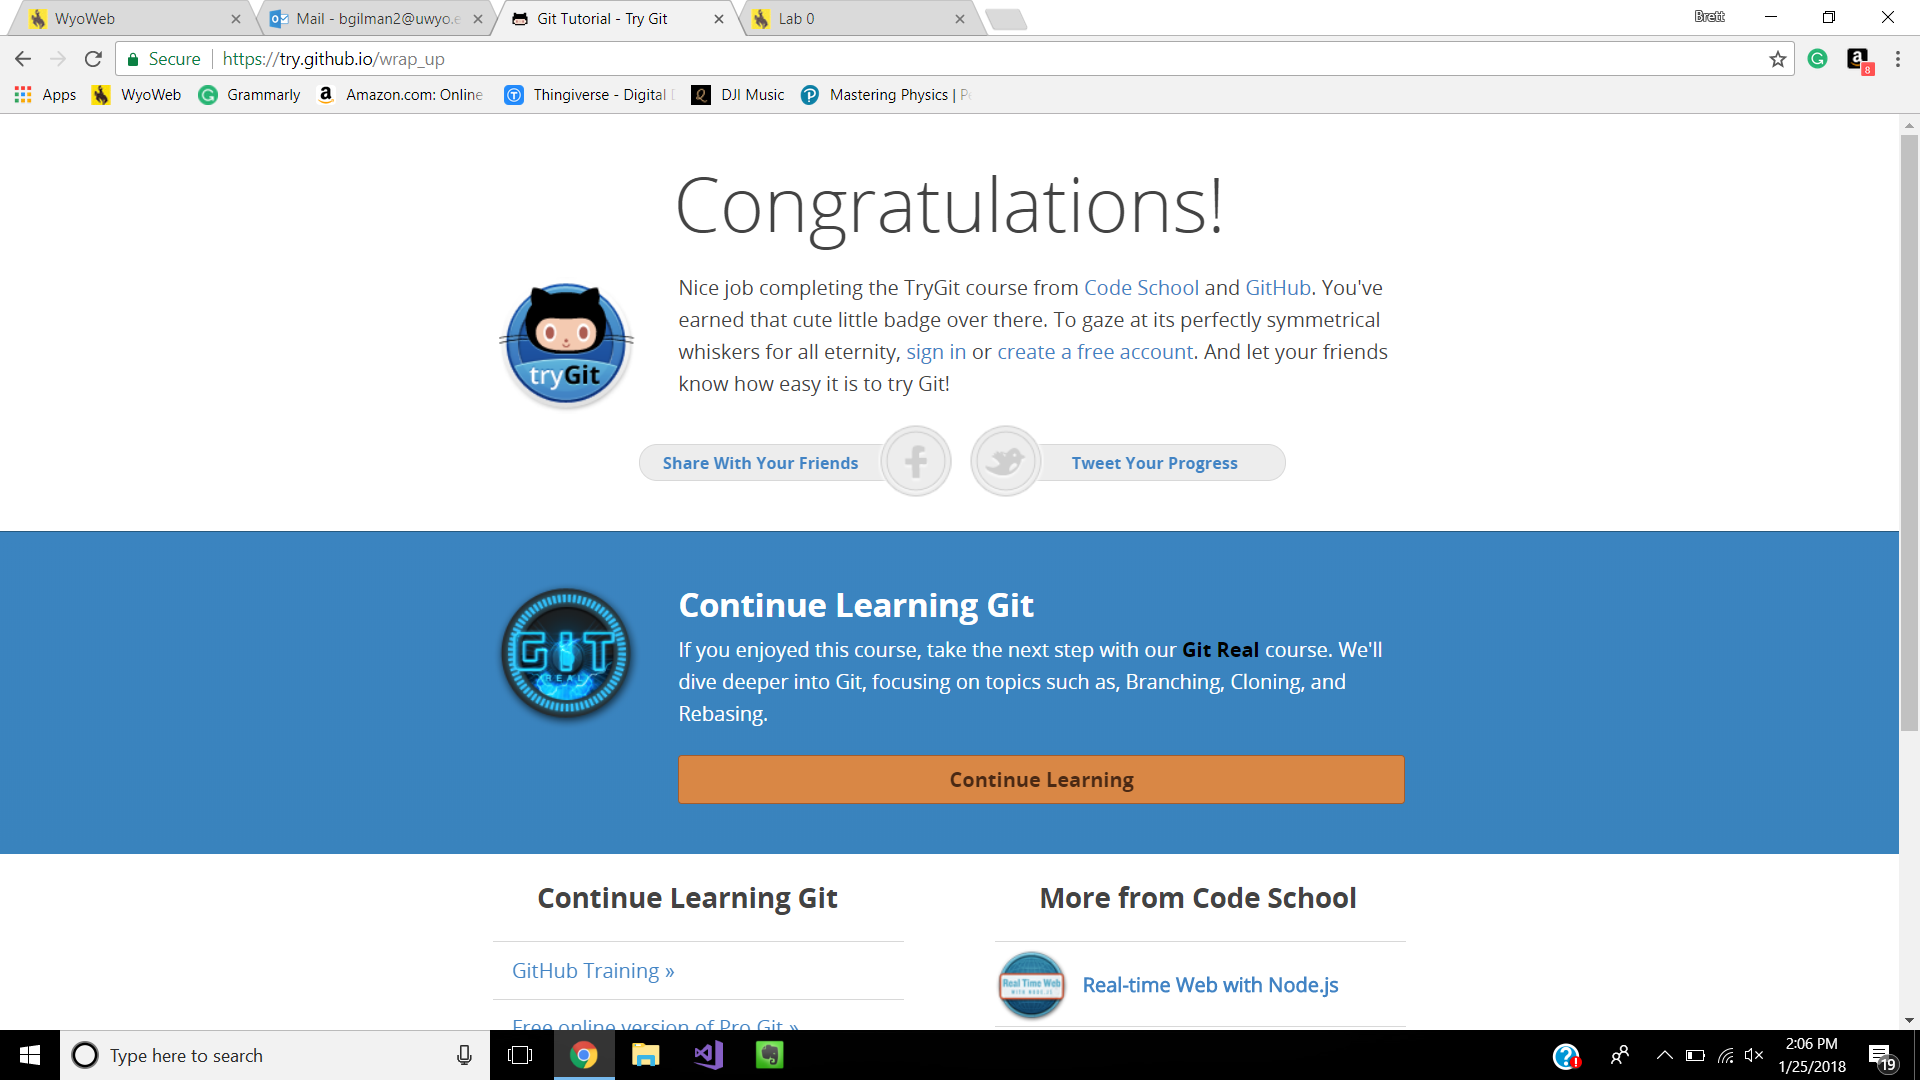 WyoWeb
Mail - bgilman2@uwyo.e
Git Tutorial - Try Git
Lab 0
Brett
Secure
https://try.github.io/wrap_up
8
Apps
WyoWeb
Grammarly
Amazon.com: Online
Thingiverse - Digital
DJI Music
Mastering Physics | Pe
Congratulations!
Nice job completing the TryGit course from Code School and GitHub. You've
earned that cute little badge over there. To gaze at its perfectly symmetrical
whiskers for all eternity, sign in or create a free account. And let your friends
know how easy it is to try Git!
tryGit
Share With Your Friends
Tweet Your Progress
GIT
REAL
Continue Learning Git
If you enjoyed this course, take the next step with our Git Real course. We'll
dive deeper into Git, focusing on topics such as, Branching, Cloning, and
Rebasing.
Continue Learning
Continue Learning Git
GitHub Training »
Free online version of Pro Git »
More from Code School
Real Time Web
WITH NODE.JS
Real-time Web with Node.js
Type here to search
2:06 PM
1/25/2018
19